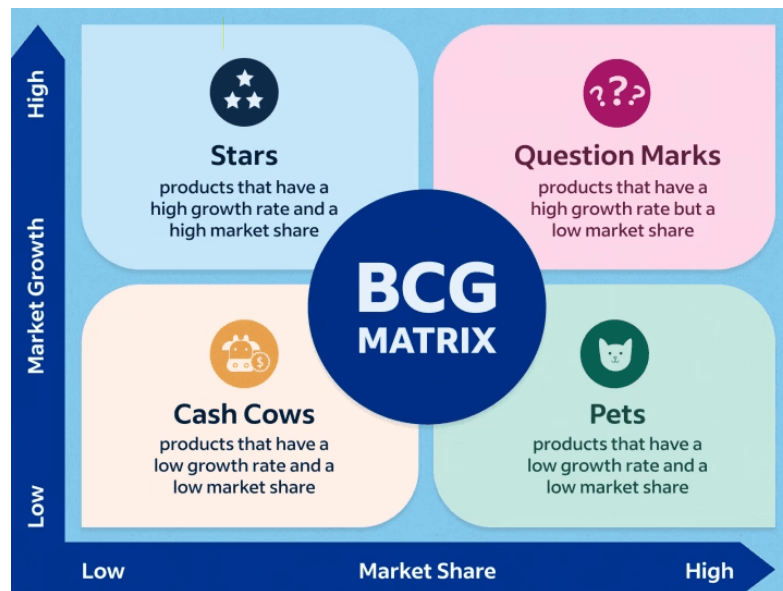 High
Market Growth
Low
Stars
products that have a
high growth rate and a
high market share
???
Question Marks
products that have a
high growth rate but a
low market share
BCG
MATRIX
$
Cash Cows
products that have a
low growth rate and a
low market share
Pets
products that have a
low growth rate and a
low market share
Low
Market Share
High